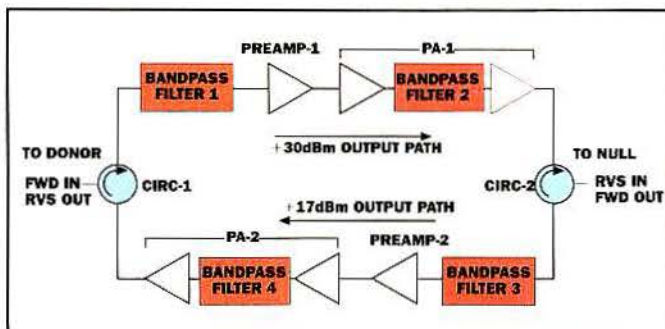 PREAMP-1
PA-1
BANDPASS
FILTER 1
BANDPASS
FILTER 2
+30dBm OUTPUT PATH
TO DONOR
FWD IN
RVS OUT
CIRC-1
TO NULL
CIRC-2
RVS IN
FWD OUT
+17dBm OUTPUT PATH
PA-2
PREAMP-2
BANDPASS
FILTER 4
BANDPASS
FILTER 3